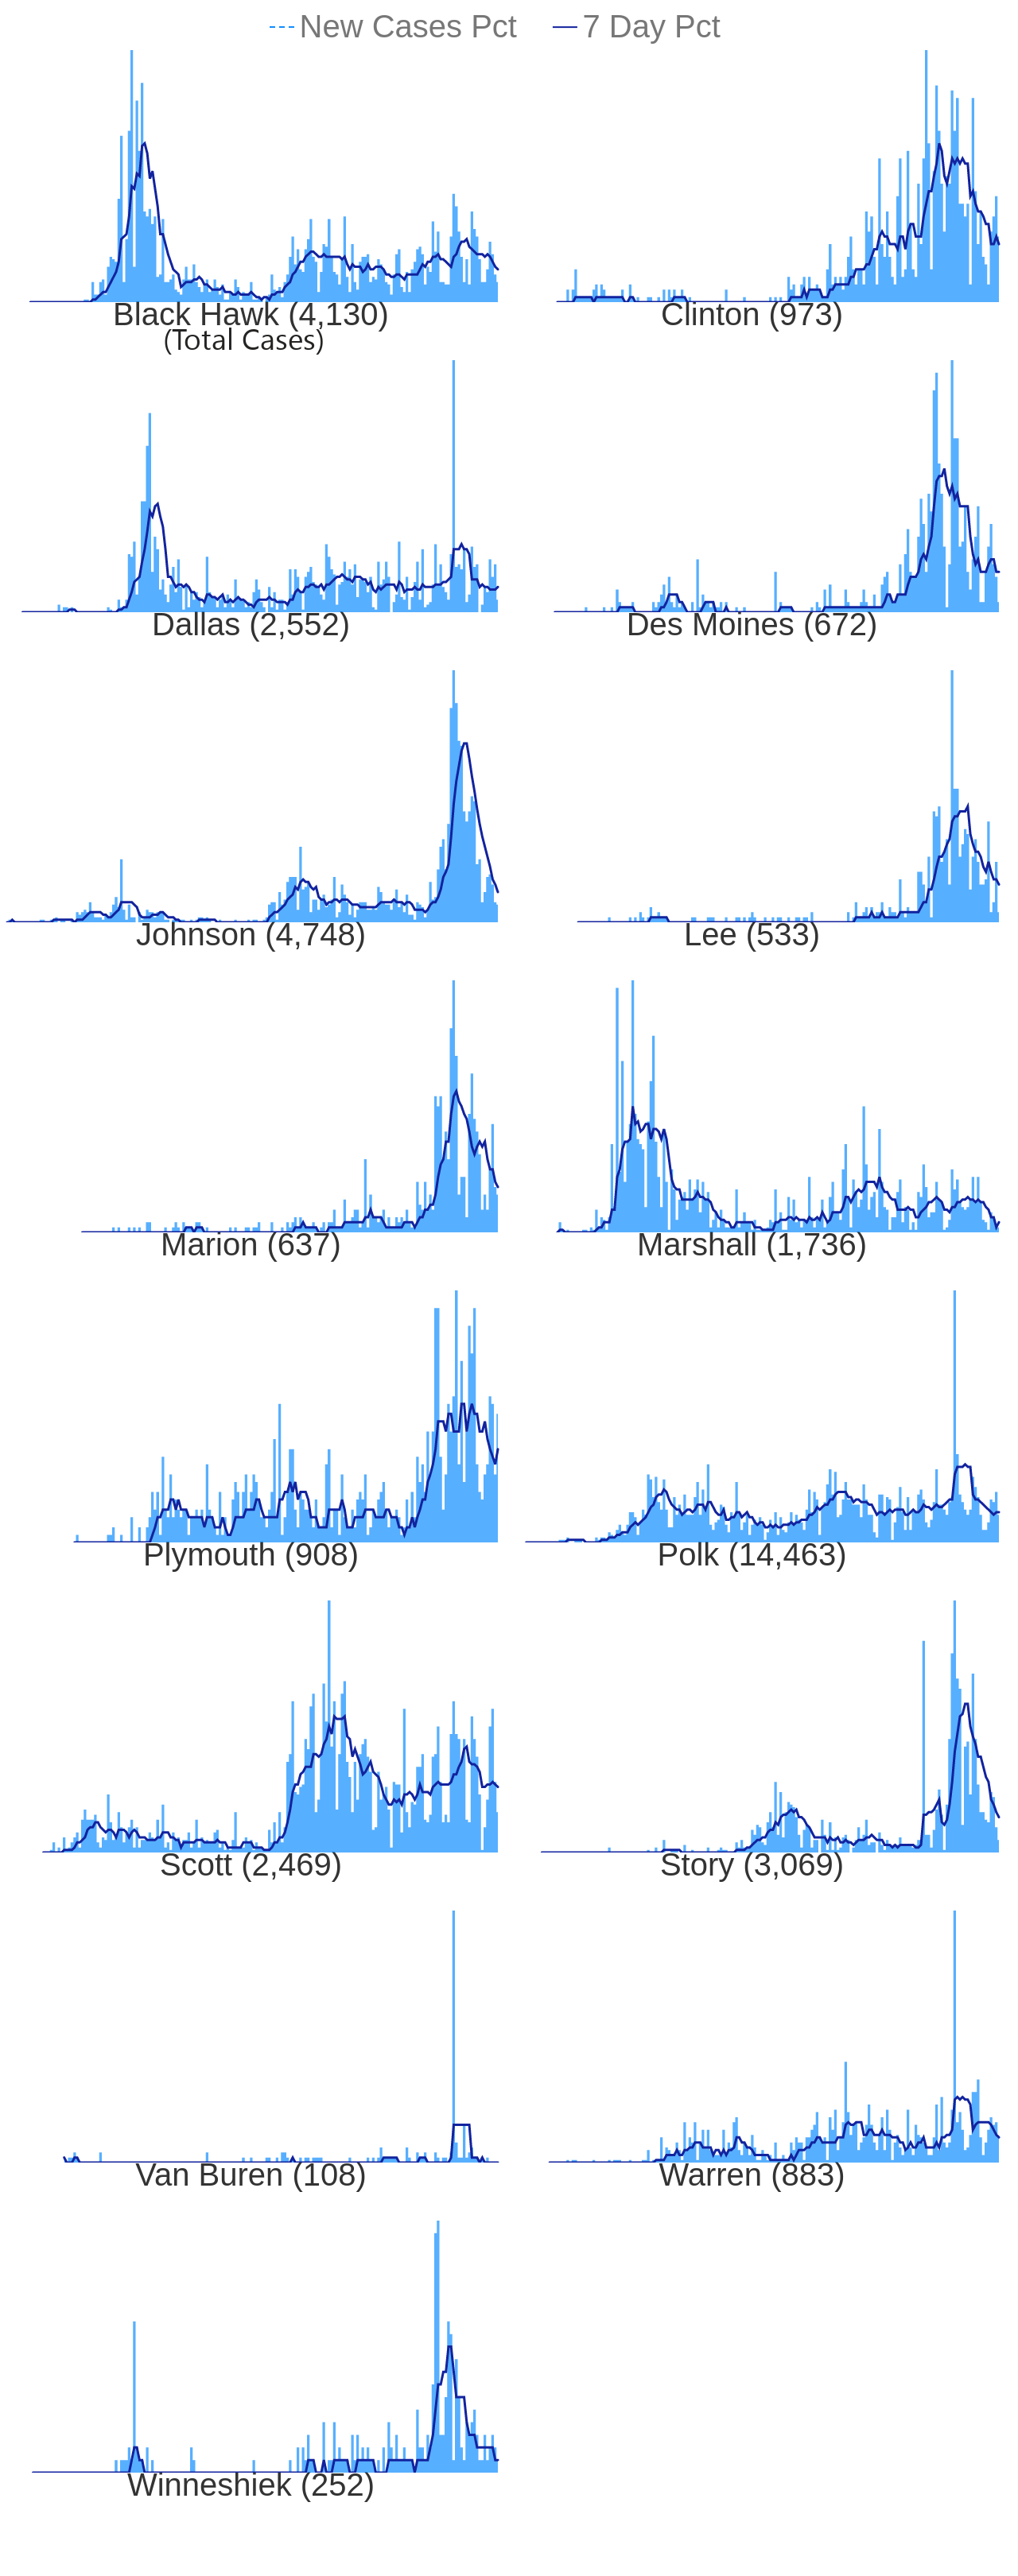 New Cases Pct 7 Day Pct
Black Hawk (4,130) Clinton (973)
(Total Cases)
Dallas (2,552) Des Moines (672)
Johnson (4,748) Lee (533)
Marion (637) Marshall (1,736)
Plymouth (908) Polk (14,463)
Scott (2,469) Story (3,069)
Van Buren (108) Warren (883)
Winneshiek (252)